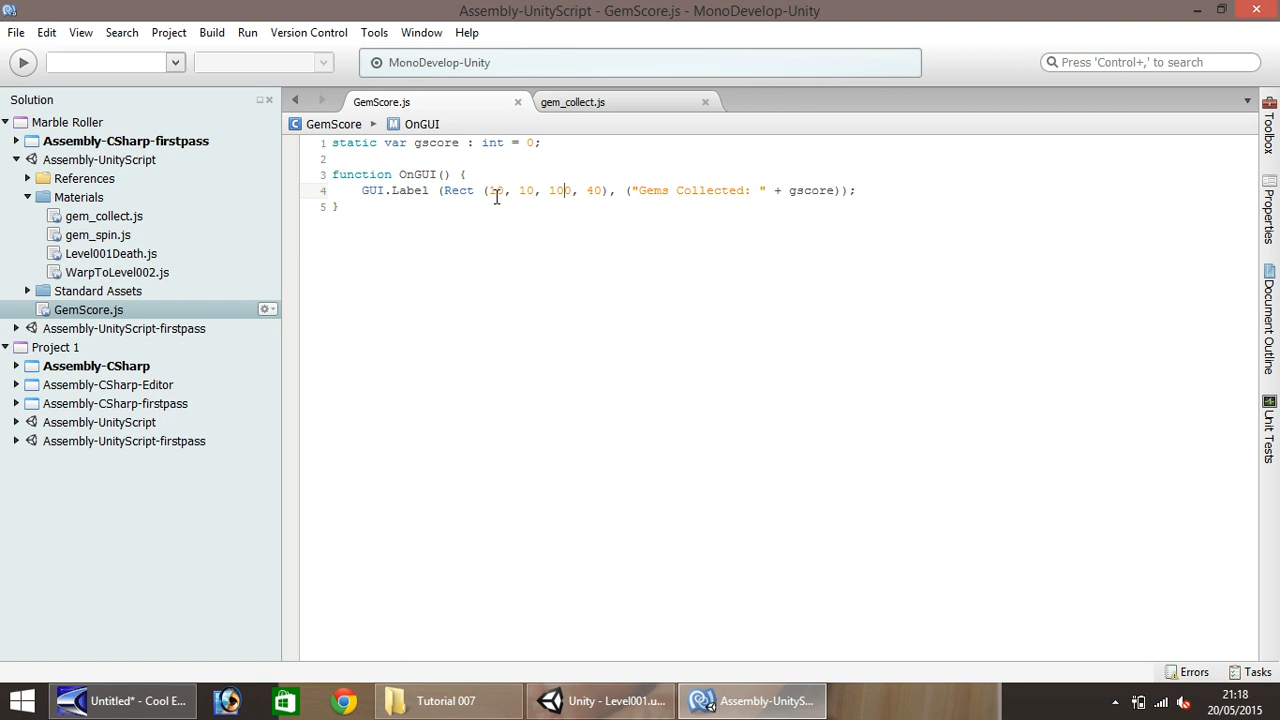 Assembly-UnityScript - GemScore.js - MonoDevelop-Unity
File Edit View Search Project Build Run Version Control Tools Window Help
MonoDevelop-Unity
Press 'Control+,' to search
Solution
GemScore.js
gem_collect.js
GemScore
OnGUI
Marble Roller
Assembly-CSharp-firstpass
Assembly-UnityScript
References
Materials
gem_collect.js
gem_spin.js
Level001Death.js
WarpToLevel002.js
Standard Assets
GemScore.js
Assembly-UnityScript-firstpass
Project 1
Assembly-CSharp
Assembly-CSharp-Editor
Assembly-CSharp-firstpass
Assembly-UnityScript
Assembly-UnityScript-firstpass
1 static var gscore : int = 0;
2
3 function OnGUI() {
4 GUI.Label (Rect (10, 10, 100, 40), ("Gems Collected: " + gscore));
5 }
Toolbox
Properties
Document Outline
Unit Tests
Errors Tasks
Untitled* - Cool E...
Tutorial 007
Unity - Level001.u...
Assembly-UnityS...
21:18
20/05/2015